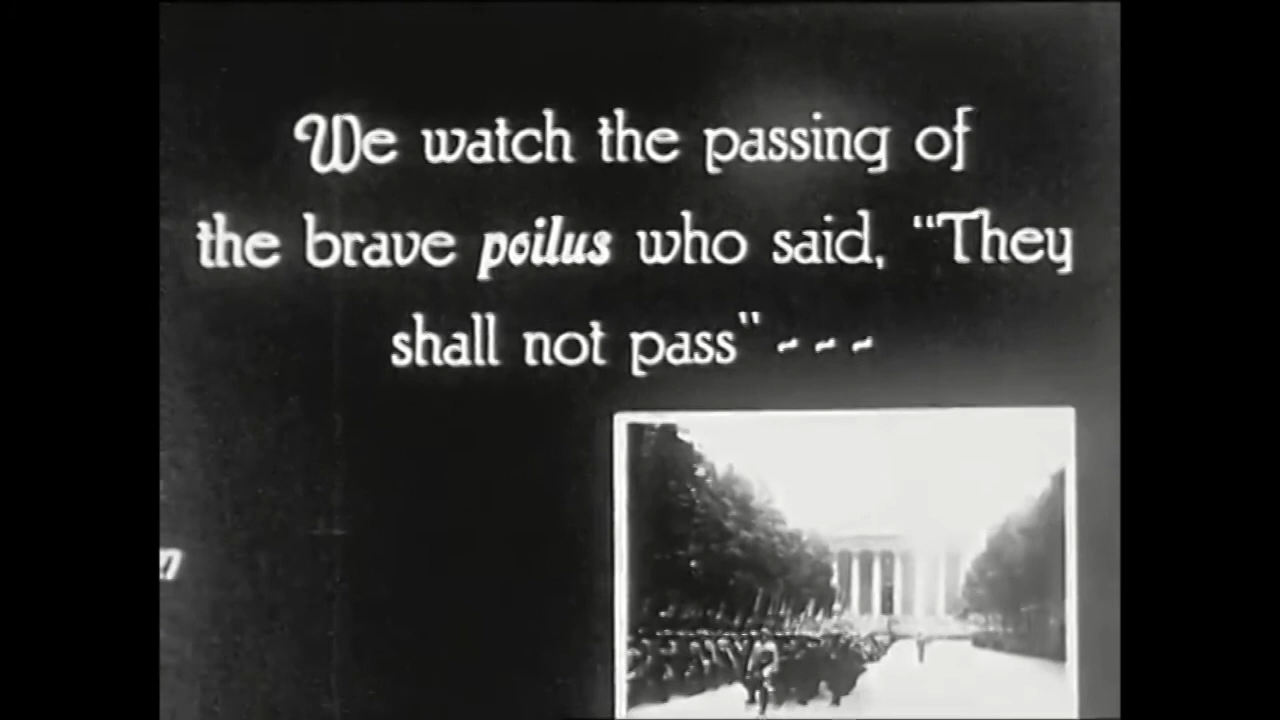 We watch the passing of
the brave poilus who said, "They
shall not pass" - - -